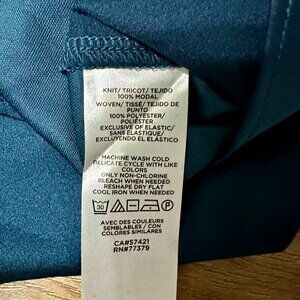 KNIT/ TRICOT/ TEJIDO
100% MODAL
WOVEN/ TISSÉ/ TEJIDO DE
PUNTO
100% POLYESTER/
POLIÉSTER
EXCLUSIVE OF ELASTIC/
SANS ÉLASTIQUE/
EXCLUYENDO EL ELÁSTICO
MACHINE WASH COLD
DELICATE CYCLE WITH LIKE
COLORS
ONLY NON-CHLORINE
BLEACH WHEN NEEDED
RESHAPE DRY FLAT
COOL IRON WHEN NEEDED
30 P
AVEC DES COULEURS
SEMBLABLES / CON
COLORES SIMILARES
CA#57421
RN#77379